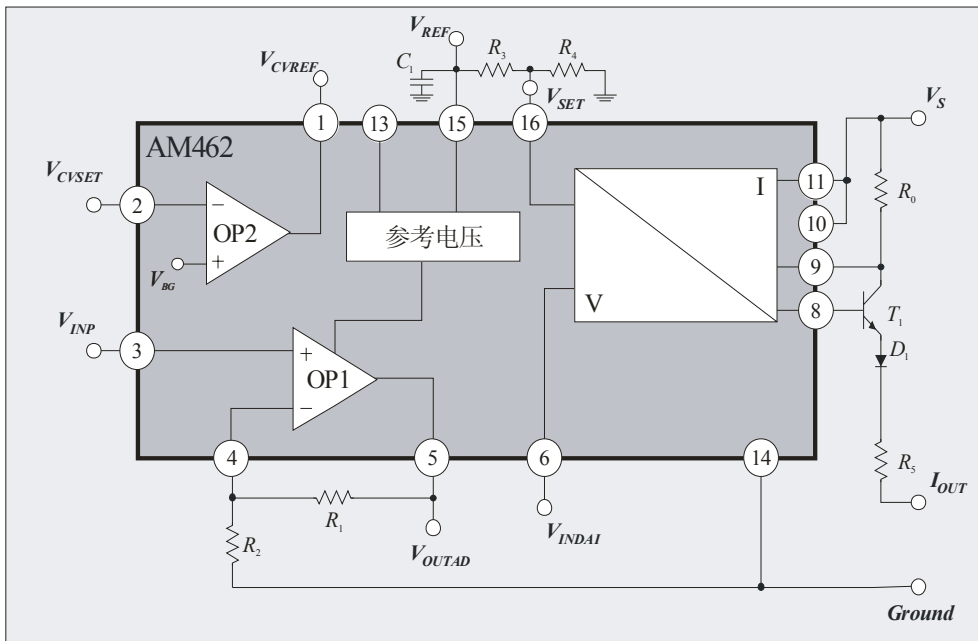 V_REF
V_CVREF
C_1
R_3
R_4
V_SET
V_S
1
13
15
16
AM462
V_CVSET
2
−
OP2
+
V_BG
参考电压
I
V
11
10
9
8
R_0
T_1
D_1
V_INP
3
+
OP1
−
4
5
6
14
R_5
I_OUT
R_1
R_2
V_OUTAD
V_INDAI
Ground